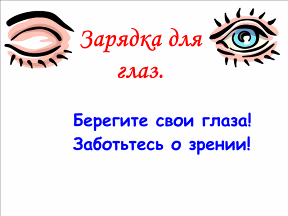 Зарядка для
глаз.
Берегите свои глаза!
Заботьтесь о зрении!